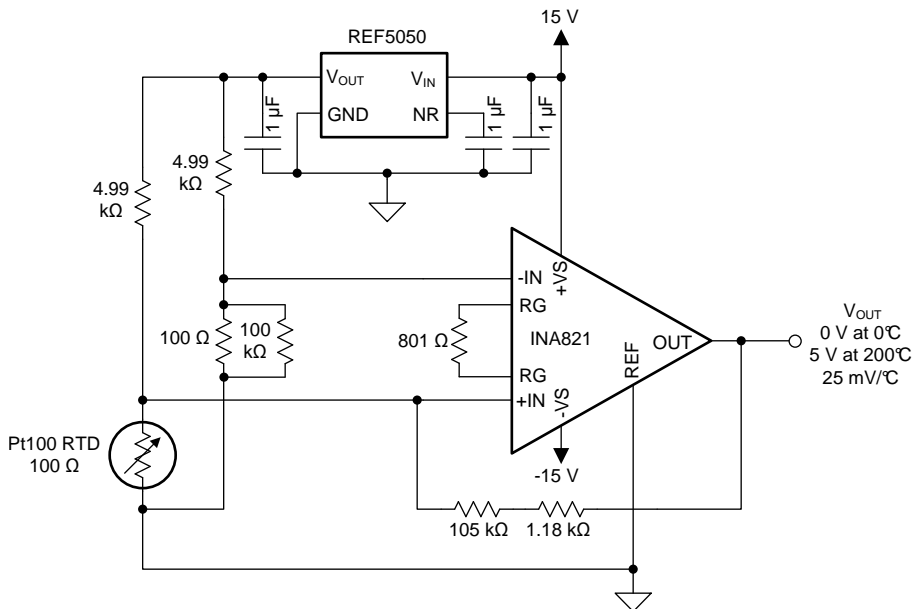 15 V
REF5050
VOUT
VIN
GND
NR
1 µF
1 µF
1 µF
4.99
kΩ
4.99
kΩ
-IN
+VS
RG
100 Ω
100
kΩ
801 Ω
INA821
OUT
REF
RG
+IN
-VS
VOUT
0 V at 0°C
5 V at 200°C
25 mV/°C
Pt100 RTD
100 Ω
-15 V
105 kΩ
1.18 kΩ